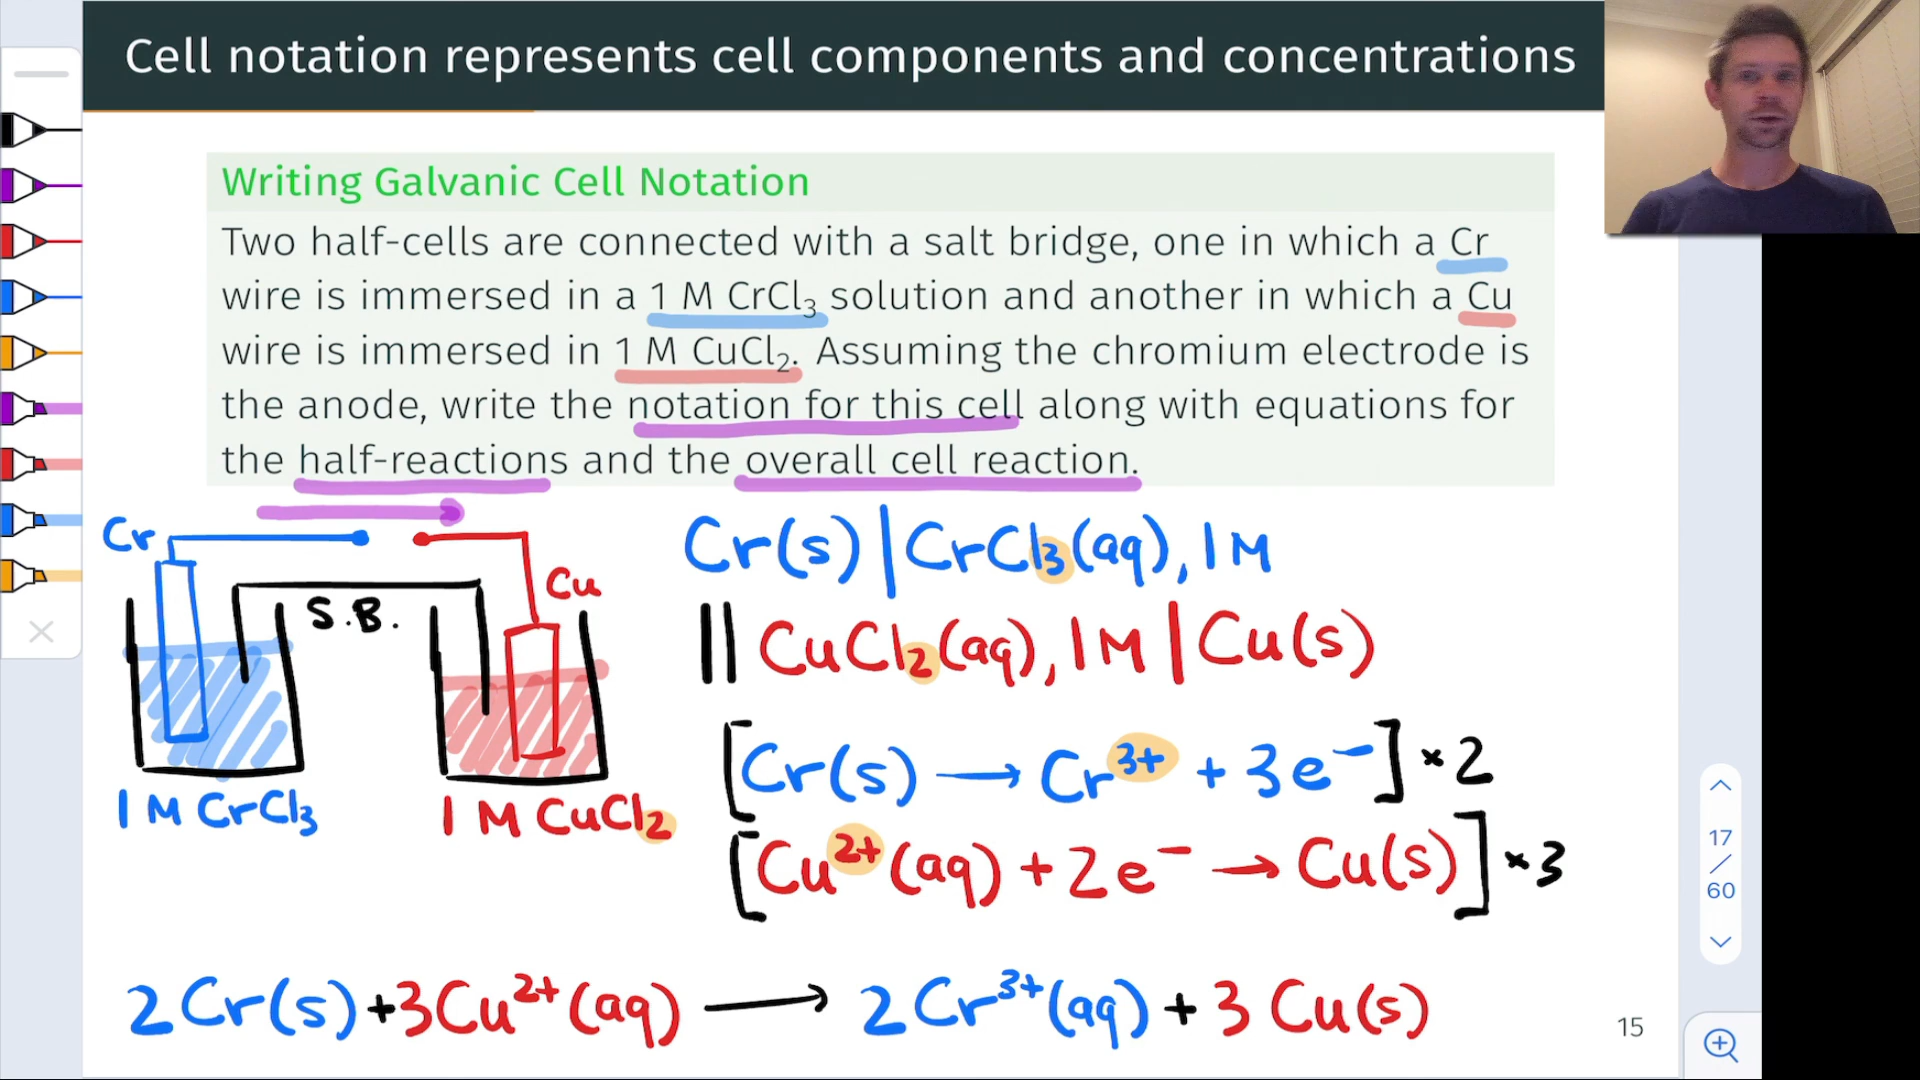 Cell notation represents cell components and concentrations
Writing Galvanic Cell Notation
Two half-cells are connected with a salt bridge, one in which a Cr
wire is immersed in a 1 M CrCl₃ solution and another in which a Cu
wire is immersed in 1 M CuCl₂. Assuming the chromium electrode is
the anode, write the notation for this cell along with equations for
the half-reactions and the overall cell reaction.
Cr
S.B.
Cu
1 M CrCl₃
1 M CuCl₂
Cr(s) | CrCl₃(aq), 1 M
|| CuCl₂(aq), 1 M | Cu(s)
[Cr(s) → Cr³⁺ + 3e⁻] × 2
[Cu²⁺(aq) + 2e⁻ → Cu(s)] × 3
2Cr(s) + 3Cu²⁺(aq) → 2Cr³⁺(aq) + 3 Cu(s)
15
17
/
60